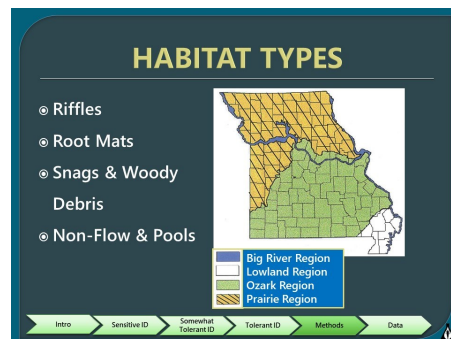 HABITAT TYPES
Riffles
Root Mats
Snags & Woody
Debris
Non-Flow & Pools
Big River Region
Lowland Region
Ozark Region
Prairie Region
Intro
Sensitive ID
Somewhat
Tolerant ID
Tolerant ID
Methods
Data